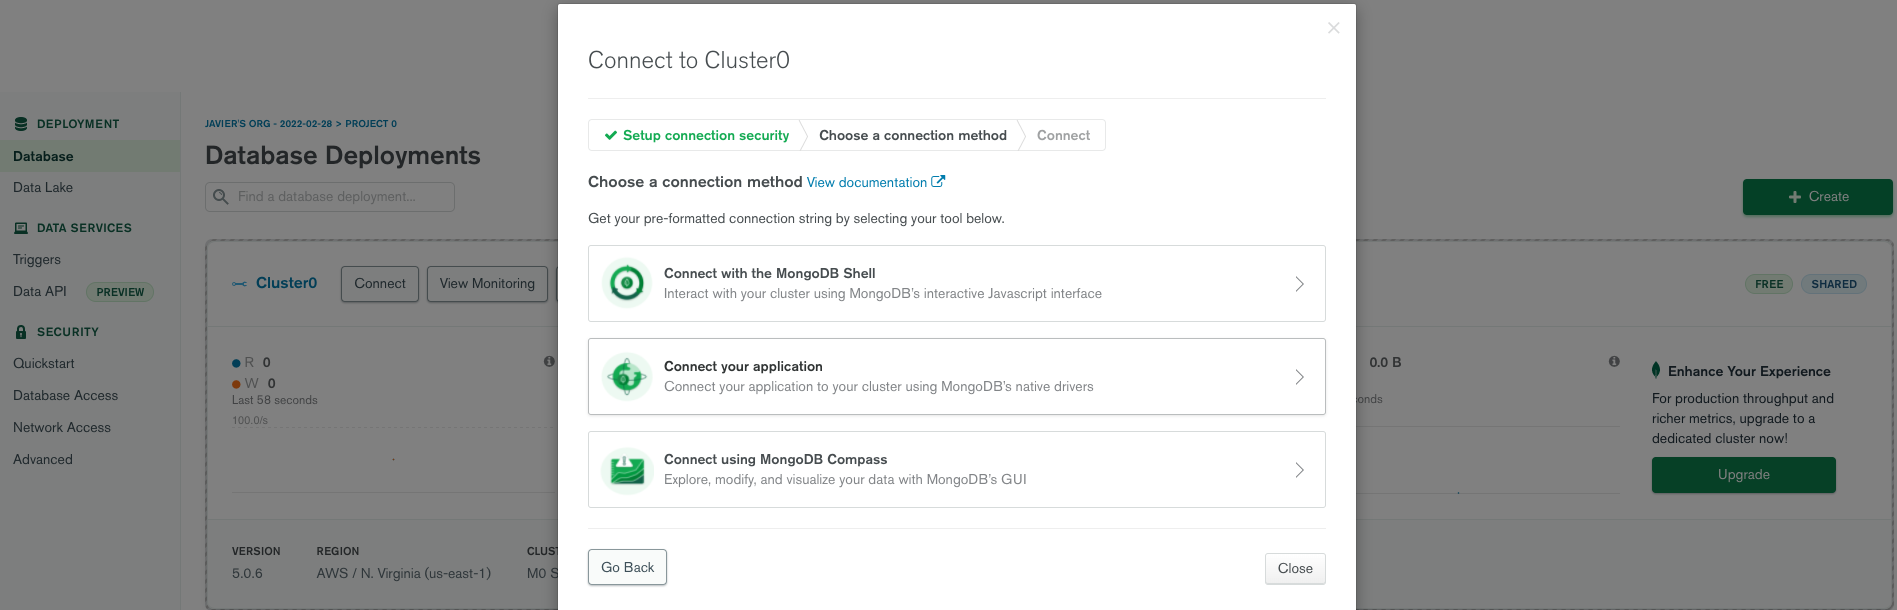 DEPLOYMENT
Database
Data Lake
DATA SERVICES
Triggers
Data API PREVIEW
SECURITY
Quickstart
Database Access
Network Access
Advanced
JAVIER'S ORG - 2022-02-28 > PROJECT 0
Database Deployments
Find a database deployment...
+ Create
Cluster0 Connect View Monitoring
FREE SHARED
R 0
W 0
Last 58 seconds
100.0/s
0.0 B
onds
Enhance Your Experience
For production throughput and
richer metrics, upgrade to a
dedicated cluster now!
Upgrade
VERSION REGION CLUST
5.0.6 AWS / N. Virginia (us-east-1) M0 S
Connect to Cluster0
Setup connection security Choose a connection method Connect
Choose a connection method View documentation
Get your pre-formatted connection string by selecting your tool below.
Connect with the MongoDB Shell
Interact with your cluster using MongoDB's interactive Javascript interface
Connect your application
Connect your application to your cluster using MongoDB's native drivers
Connect using MongoDB Compass
Explore, modify, and visualize your data with MongoDB's GUI
Go Back Close